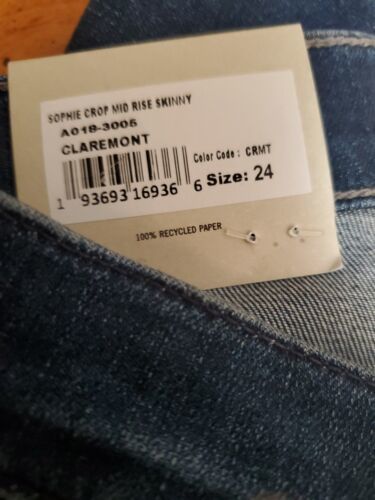 SOPHIE CROP MID RISE SKINNY
A018-3005
CLAREMONT
Color Code : CRMT
1 93693 16936 6 Size: 24
100% RECYCLED PAPER